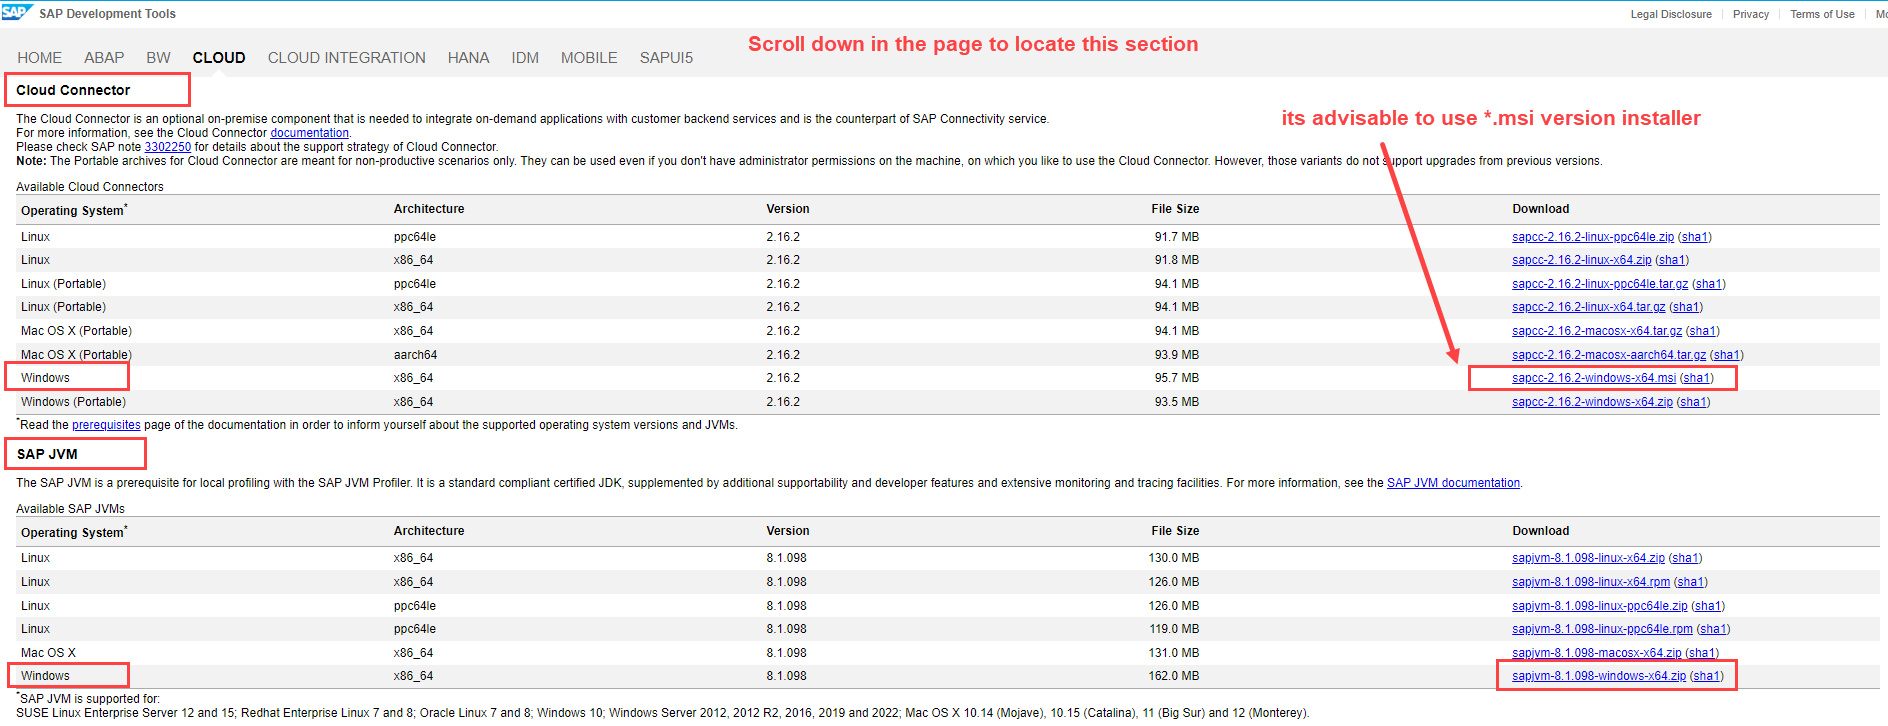 SAP SAP Development Tools Legal Disclosure Privacy Terms of Use Mo
Scroll down in the page to locate this section
HOME ABAP BW CLOUD CLOUD INTEGRATION HANA IDM MOBILE SAPUI5
Cloud Connector
its advisable to use *.msi version installer
The Cloud Connector is an optional on-premise component that is needed to integrate on-demand applications with customer backend services and is the counterpart of SAP Connectivity service.
For more information, see the Cloud Connector documentation.
Please check SAP note 3302250 for details about the support strategy of Cloud Connector.
Note: The Portable archives for Cloud Connector are meant for non-productive scenarios only. They can be used even if you don't have administrator permissions on the machine, on which you like to use the Cloud Connector. However, those variants do not support upgrades from previous versions.
Available Cloud Connectors
Operating System* Architecture Version File Size Download
Linux ppc64le 2.16.2 91.7 MB sapcc-2.16.2-linux-ppc64le.zip (sha1)
Linux x86_64 2.16.2 91.8 MB sapcc-2.16.2-linux-x64.zip (sha1)
Linux (Portable) ppc64le 2.16.2 94.1 MB sapcc-2.16.2-linux-ppc64le.tar.gz (sha1)
Linux (Portable) x86_64 2.16.2 94.1 MB sapcc-2.16.2-linux-x64.tar.gz (sha1)
Mac OS X (Portable) x86_64 2.16.2 94.1 MB sapcc-2.16.2-macosx-x64.tar.gz (sha1)
Mac OS X (Portable) aarch64 2.16.2 93.9 MB sapcc-2.16.2-macosx-aarch64.tar.gz (sha1)
Windows x86_64 2.16.2 95.7 MB sapcc-2.16.2-windows-x64.msi (sha1)
Windows (Portable) x86_64 2.16.2 93.5 MB sapcc-2.16.2-windows-x64.zip (sha1)
*Read the prerequisites page of the documentation in order to inform yourself about the supported operating system versions and JVMs.
SAP JVM
The SAP JVM is a prerequisite for local profiling with the SAP JVM Profiler. It is a standard compliant certified JDK, supplemented by additional supportability and developer features and extensive monitoring and tracing facilities. For more information, see the SAP JVM documentation.
Available SAP JVMs
Operating System* Architecture Version File Size Download
Linux x86_64 8.1.098 130.0 MB sapjvm-8.1.098-linux-x64.zip (sha1)
Linux x86_64 8.1.098 126.0 MB sapjvm-8.1.098-linux-x64.rpm (sha1)
Linux ppc64le 8.1.098 126.0 MB sapjvm-8.1.098-linux-ppc64le.zip (sha1)
Linux ppc64le 8.1.098 119.0 MB sapjvm-8.1.098-linux-ppc64le.rpm (sha1)
Mac OS X x86_64 8.1.098 131.0 MB sapjvm-8.1.098-macosx-x64.zip (sha1)
Windows x86_64 8.1.098 162.0 MB sapjvm-8.1.098-windows-x64.zip (sha1)
*SAP JVM is supported for:
SUSE Linux Enterprise Server 12 and 15; Redhat Enterprise Linux 7 and 8; Oracle Linux 7 and 8; Windows 10; Windows Server 2012, 2012 R2, 2016, 2019 and 2022; Mac OS X 10.14 (Mojave), 10.15 (Catalina), 11 (Big Sur) and 12 (Monterey).